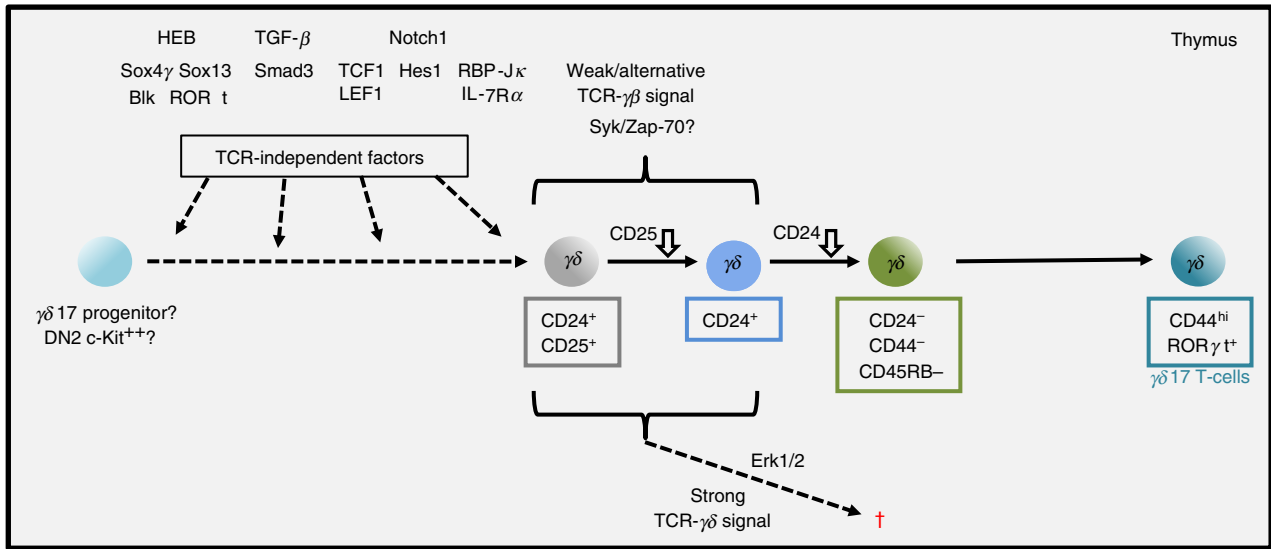 HEB TGF-β Notch1 Thymus
Sox4γ Sox13 Smad3 TCF1 Hes1 RBP-Jκ Weak/alternative
Blk ROR t LEF1 IL-7Rα TCR-γβ signal
Syk/Zap-70?
TCR-independent factors
CD25 CD24
γδ γδ γδ γδ
γδ17 progenitor?
DN2 c-Kit⁺⁺?
CD24⁺
CD25⁺
CD24⁺
CD24⁻
CD44⁻
CD45RB–
CD44ʰⁱ
RORγt⁺
γδ17 T-cells
Erk1/2
Strong
TCR-γδ signal
†